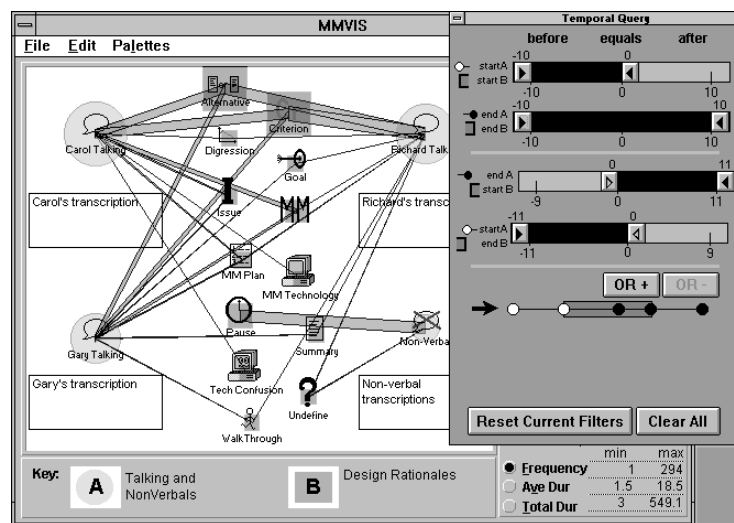 MMVIS
File Edit Palettes
Alternative
Criterion
Carol Talking
Richard Talk
Digression
Goal
Carol's transcription
Richard's transc
Issue
MM
MM Plan
MM Technology
Pause
Gary Talking
Summary
Non-Verba
Gary's transcription
Tech Confusion
Non-verbal
transcriptions
Undefine
WalkThrough
Key:
A
Talking and
NonVerbals
B
Design Rationales
min max
Frequency 1 294
Ave Dur 1.5 18.5
Total Dur 3 549.1
Temporal Query
before equals after
-10 0
startA
start B
-10 0 10
-10 10
end A
end B
-10 0 10
0 11
end A
start B
-9 0 11
-11 0
startA
end B
-11 0 9
OR + OR -
Reset Current Filters Clear All